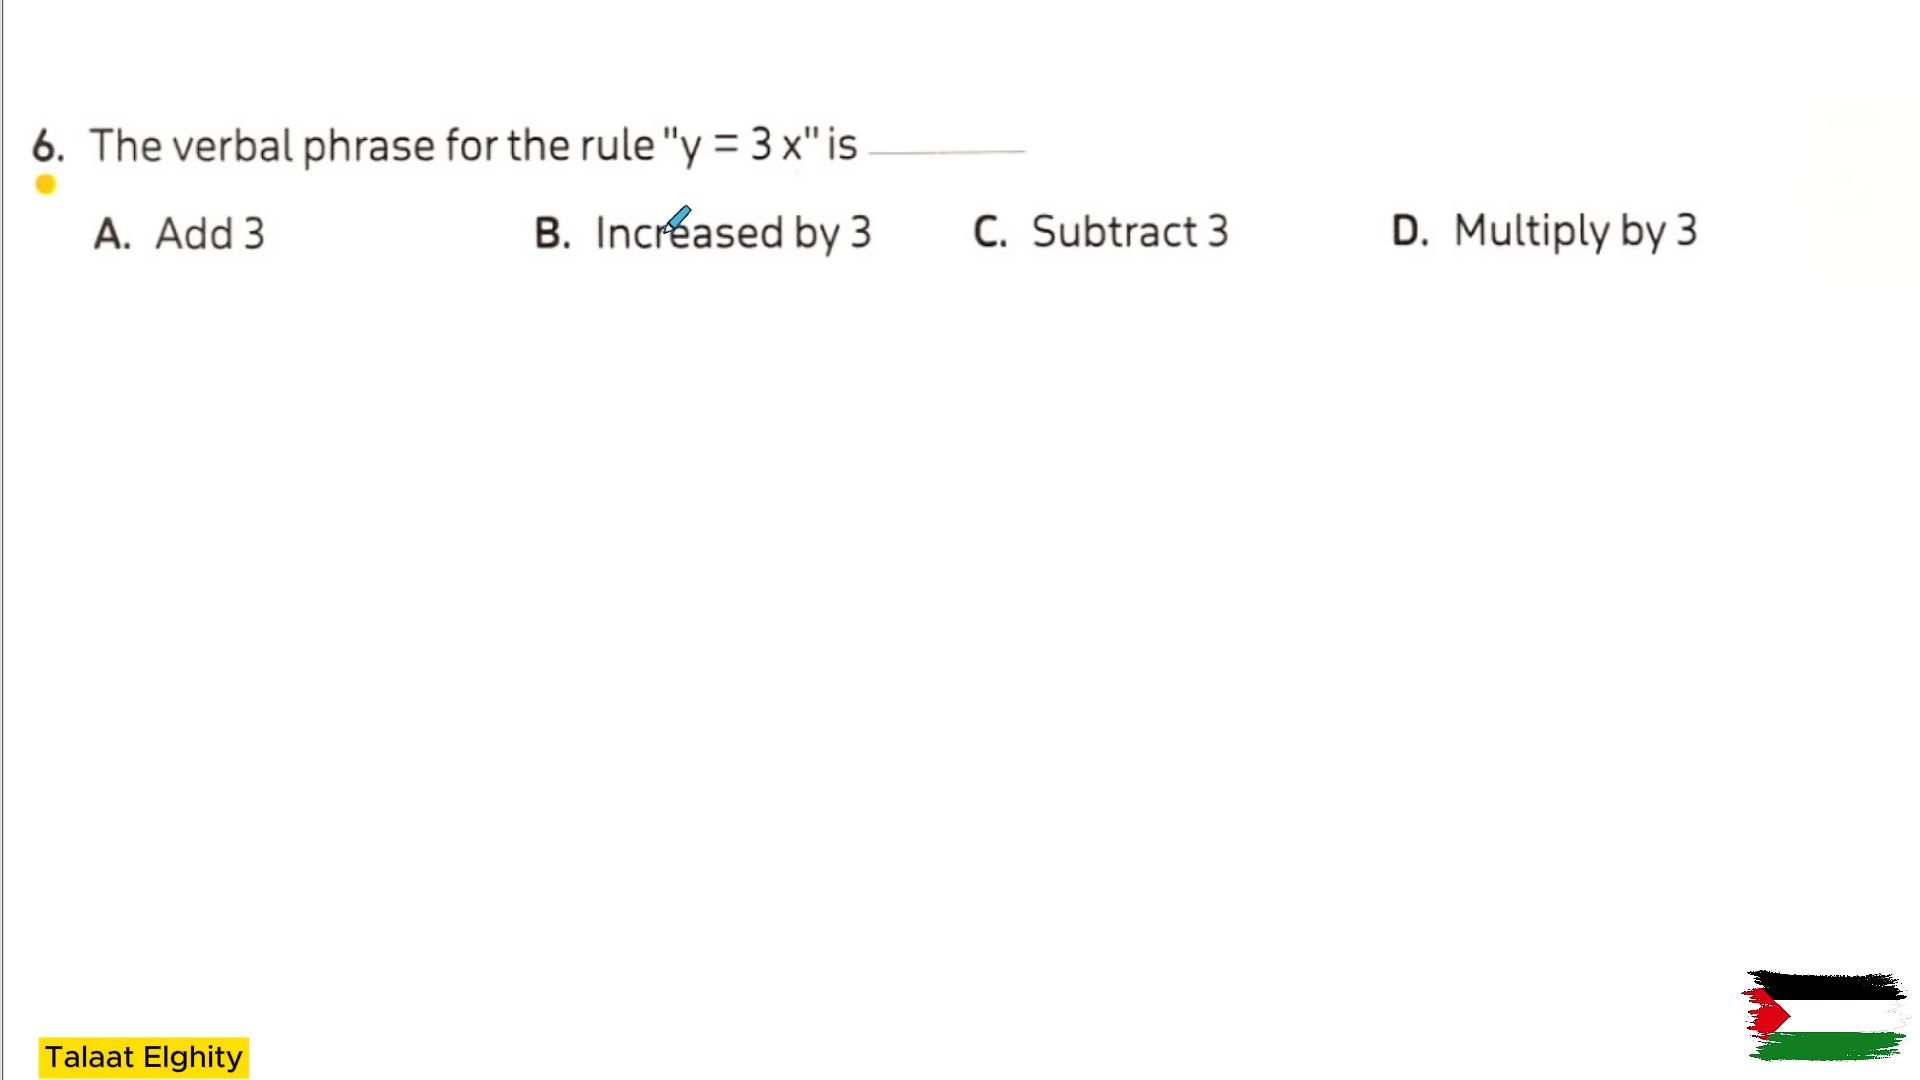 6. The verbal phrase for the rule "y = 3 x" is
A. Add 3 B. Increased by 3 C. Subtract 3 D. Multiply by 3
Talaat Elghity